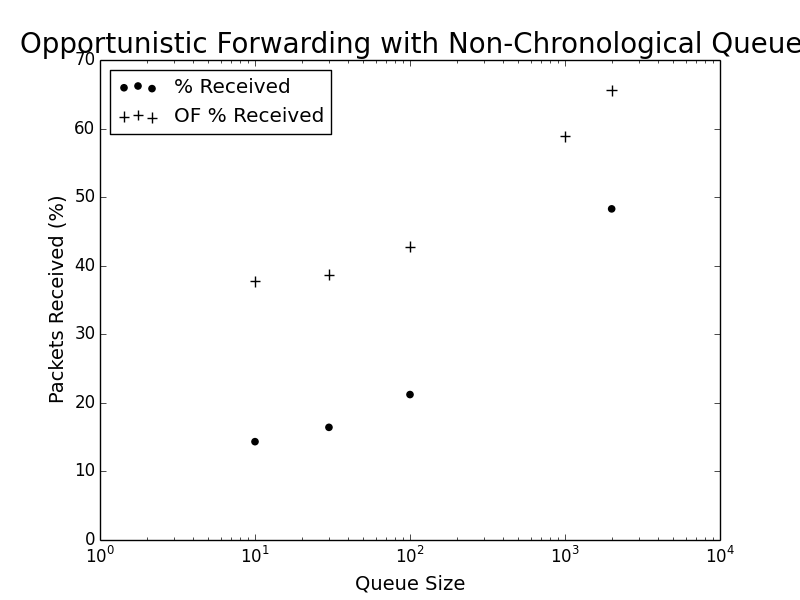 Opportunistic Forwarding with Non-Chronological Queue
% Received
OF % Received
Packets Received (%)
70
60
50
40
30
20
10
0
10^0
10^1
10^2
10^3
10^4
Queue Size